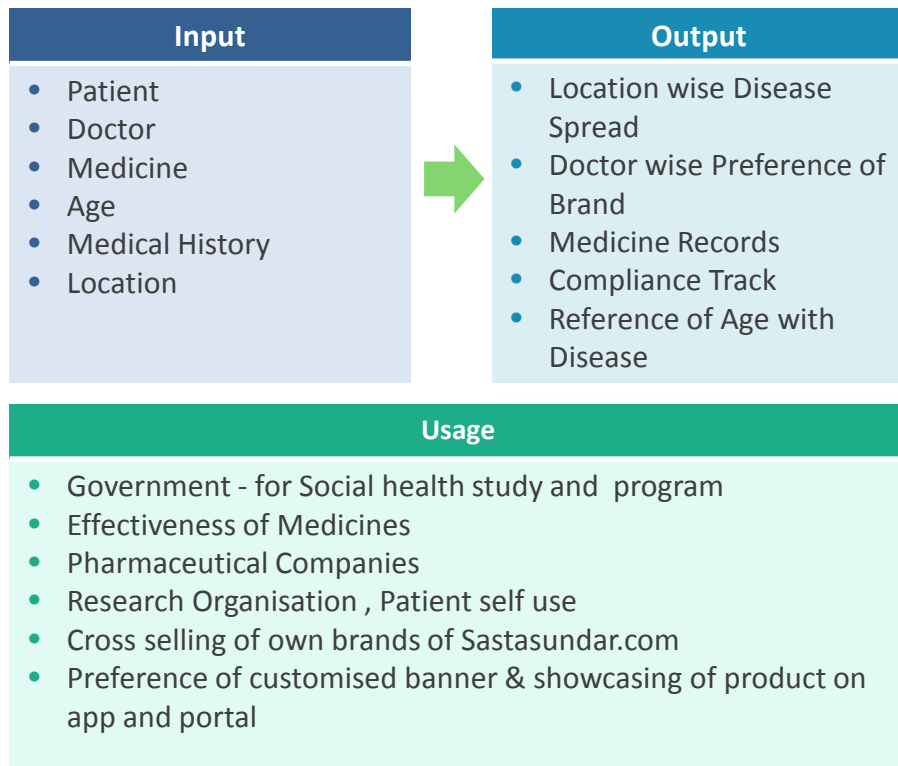 Input
• Patient
• Doctor
• Medicine
• Age
• Medical History
• Location
Output
• Location wise Disease
Spread
• Doctor wise Preference of
Brand
• Medicine Records
• Compliance Track
• Reference of Age with
Disease
Usage
• Government - for Social health study and program
• Effectiveness of Medicines
• Pharmaceutical Companies
• Research Organisation , Patient self use
• Cross selling of own brands of Sastasundar.com
• Preference of customised banner & showcasing of product on
app and portal